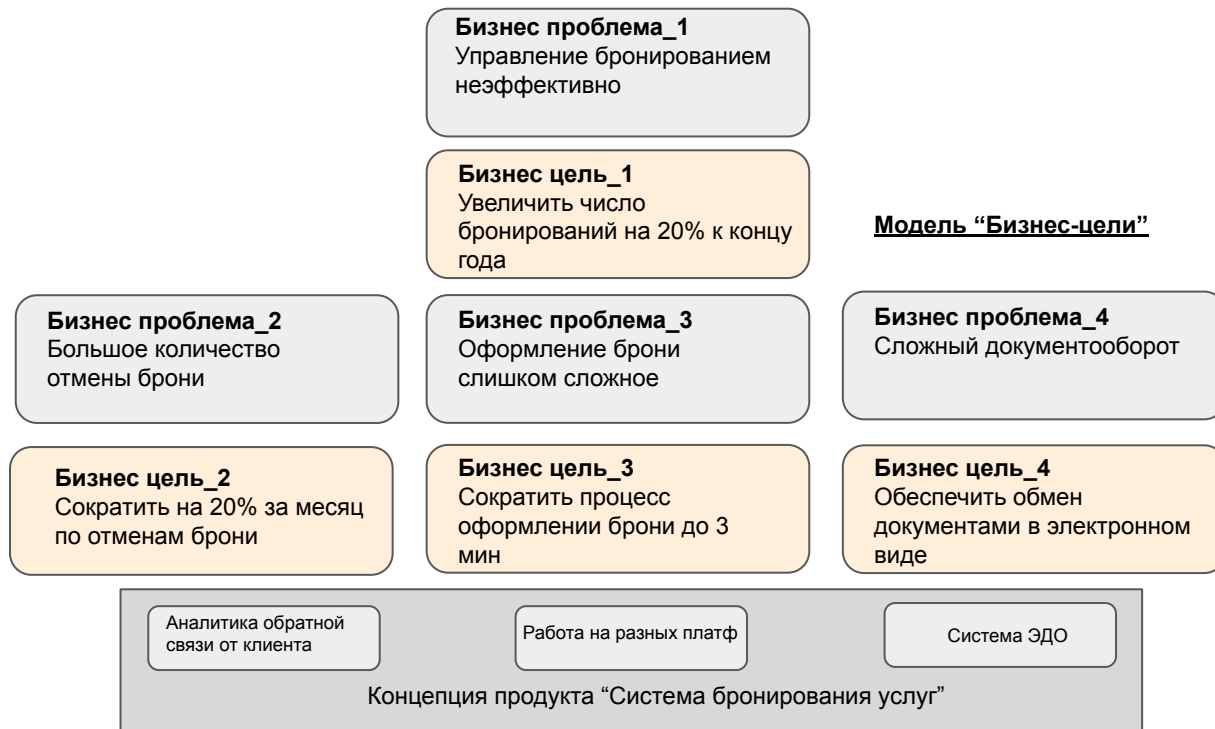 Бизнес проблема_1
Управление бронированием
неэффективно
Бизнес цель_1
Увеличить число
бронирований на 20% к концу
года
Модель “Бизнес-цели”
Бизнес проблема_2
Большое количество
отмены брони
Бизнес проблема_3
Оформление брони
слишком сложное
Бизнес проблема_4
Сложный документооборот
Бизнес цель_2
Сократить на 20% за месяц
по отменам брони
Бизнес цель_3
Сократить процесс
оформлении брони до 3
мин
Бизнес цель_4
Обеспечить обмен
документами в электронном
виде
Аналитика обратной
связи от клиента
Работа на разных платф
Система ЭДО
Концепция продукта “Система бронирования услуг”